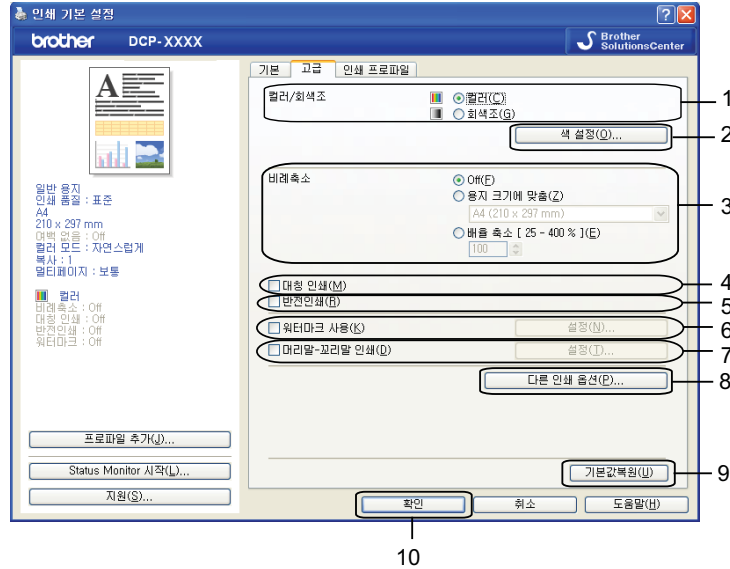 인쇄 기본 설정
brother DCP-XXXX
Brother
SolutionsCenter
A
일반 용지
인쇄 품질 : 표준
A4
210 x 297 mm
여백 없음 : Off
컬러 모드 : 자연스럽게
복사 : 1
멀티페이지 : 보통
컬러
비례축소 : Off
대칭 인쇄 : Off
반전인쇄 : Off
워터마크 : Off
프로파일 추가(J)...
Status Monitor 시작(L)...
지원(S)...
기본 고급 인쇄 프로파일
컬러/회색조 컬러(C) 1
회색조(G)
색 설정(O)... 2
비례축소 Off(F)
용지 크기에 맞춤(Z)
A4 (210 x 297 mm) 3
배율 축소 [ 25 - 400 % ](E)
100
대칭 인쇄(M) 4
반전인쇄(R) 5
워터마크 사용(K) 설정(N)... 6
머리말-꼬리말 인쇄(D) 설정(T)... 7
다른 인쇄 옵션(P)... 8
기본값복원(U) 9
확인 취소 도움말(H)
10